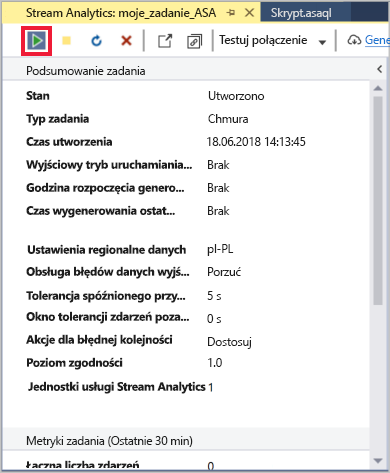 Stream Analytics: moje_zadanie_ASA
Skrypt.asaql
Testuj połączenie
Gene
Podsumowanie zadania
Stan Utworzono
Typ zadania Chmura
Czas utworzenia 18.06.2018 14:13:45
Wyjściowy tryb uruchamiania... Brak
Godzina rozpoczęcia genero... Brak
Czas wygenerowania ostat... Brak
Ustawienia regionalne danych pl-PL
Obsługa błędów danych wyjś... Porzuć
Tolerancja spóźnionego przy... 5 s
Okno tolerancji zdarzeń poza... 0 s
Akcje dla błędnej kolejności Dostosuj
Poziom zgodności 1.0
Jednostki usługi Stream Analytics 1
Metryki zadania (Ostatnie 30 min)
Łączna liczba zdarzeń 0